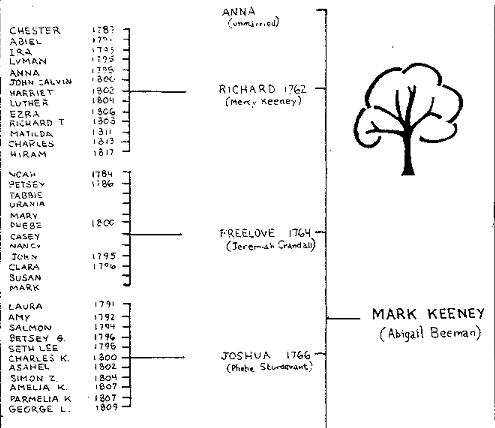 ANNA
(unmarried)
CHESTER 1787
ABIEL
IRA
LYMAN 1795
ANNA 1798
JOHN CALVIN 1800
HARRIET 1802
LUTHER 1804
EZRA 1806
RICHARD T 1808
MATILDA 1811
CHARLES 1813
HIRAM 1817
RICHARD 1762
(Mercy Keeney)
NOAH 1784
BETSEY 1786
TABBIE
URANIA
MARY
PHEBE 1800
CASEY
NANCY
JOHN 1795
CLARA 1796
SUSAN
MARK
FREELOVE 1764
(Jeremiah Crandall)
LAURA 1791
AMY 1792
SALMON 1794
BETSEY G. 1796
SETH LEE 1798
CHARLES K. 1800
ASAHEL 1802
SIMON Z. 1804
AMELIA K. 1807
PARMELIA K 1807
GEORGE L. 1809
JOSHUA 1766
(Phebe Sturdevant)
MARK KEENEY
(Abigail Beeman)